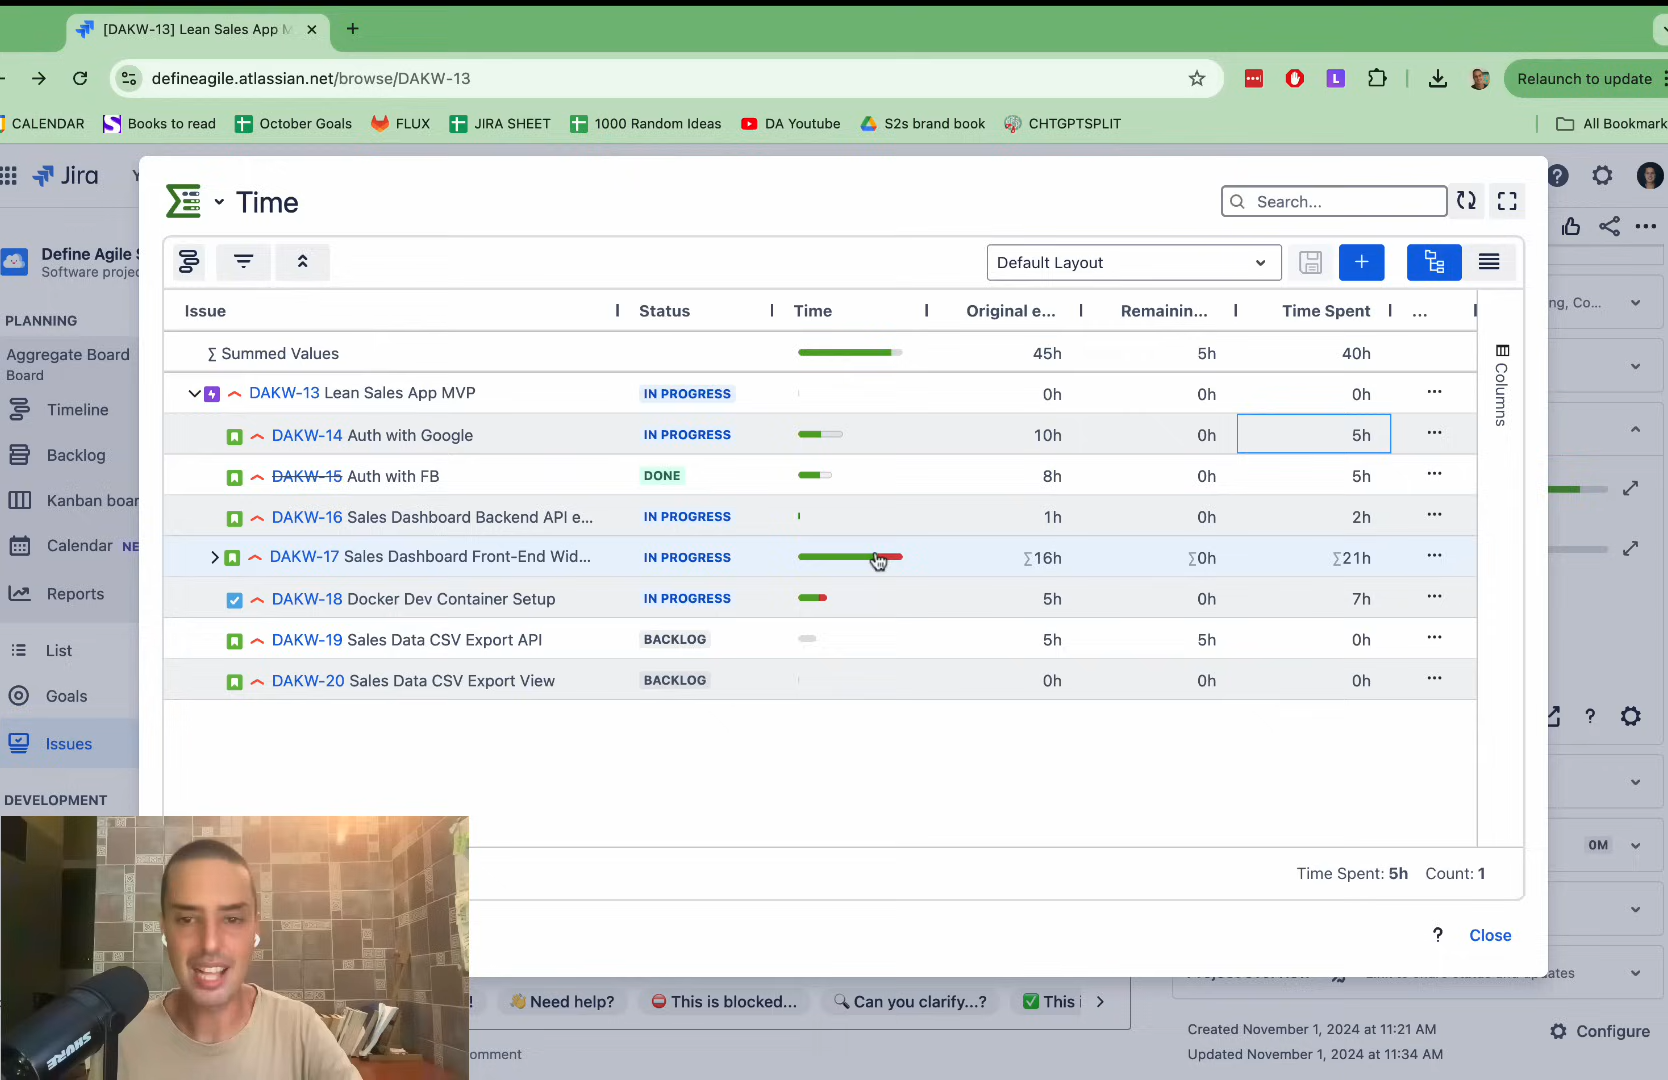 [DAKW-13] Lean Sales App M
defineagile.atlassian.net/browse/DAKW-13
Relaunch to update
CALENDAR
Books to read
October Goals
FLUX
JIRA SHEET
1000 Random Ideas
DA Youtube
S2s brand book
CHTGPTSPLIT
All Bookmark
Jira
Y
Define Agile S
Software projec
PLANNING
Aggregate Board
Board
Timeline
Backlog
Kanban boar
Calendar NE
Reports
List
Goals
Issues
DEVELOPMENT
Time
Search...
Default Layout
Issue Status Time Original e... Remainin... Time Spent ...
∑ Summed Values 45h 5h 40h
DAKW-13 Lean Sales App MVP IN PROGRESS 0h 0h 0h
DAKW-14 Auth with Google IN PROGRESS 10h 0h 5h
DAKW-15 Auth with FB DONE 8h 0h 5h
DAKW-16 Sales Dashboard Backend API e... IN PROGRESS 1h 0h 2h
DAKW-17 Sales Dashboard Front-End Wid... IN PROGRESS ∑16h ∑0h ∑21h
DAKW-18 Docker Dev Container Setup IN PROGRESS 5h 0h 7h
DAKW-19 Sales Data CSV Export API BACKLOG 5h 5h 0h
DAKW-20 Sales Data CSV Export View BACKLOG 0h 0h 0h
Columns
Time Spent: 5h Count: 1
? Close
ng, Co...
0M
Need help?
This is blocked...
Can you clarify...?
This i
omment
Created November 1, 2024 at 11:21 AM
Updated November 1, 2024 at 11:34 AM
Configure
SHURE